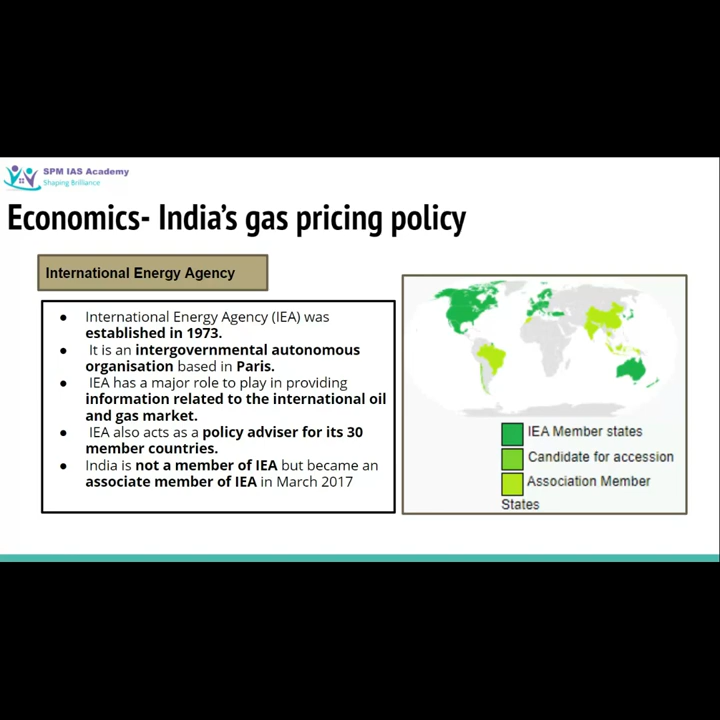 SPM IAS Academy
Shaping Brilliance
Economics- India's gas pricing policy
International Energy Agency
● International Energy Agency (IEA) was
established in 1973.
● It is an intergovernmental autonomous
organisation based in Paris.
● IEA has a major role to play in providing
information related to the international oil
and gas market.
● IEA also acts as a policy adviser for its 30
member countries.
● India is not a member of IEA but became an
associate member of IEA in March 2017
IEA Member states
Candidate for accession
Association Member
States